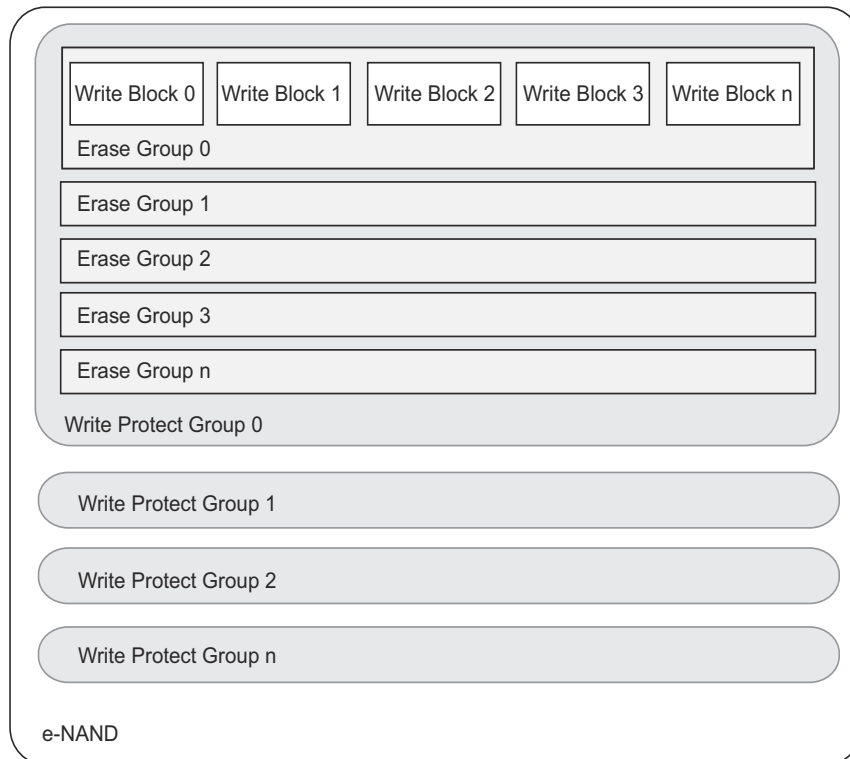 Write Block 0 Write Block 1 Write Block 2 Write Block 3 Write Block n
Erase Group 0
Erase Group 1
Erase Group 2
Erase Group 3
Erase Group n
Write Protect Group 0
Write Protect Group 1
Write Protect Group 2
Write Protect Group n
e-NAND